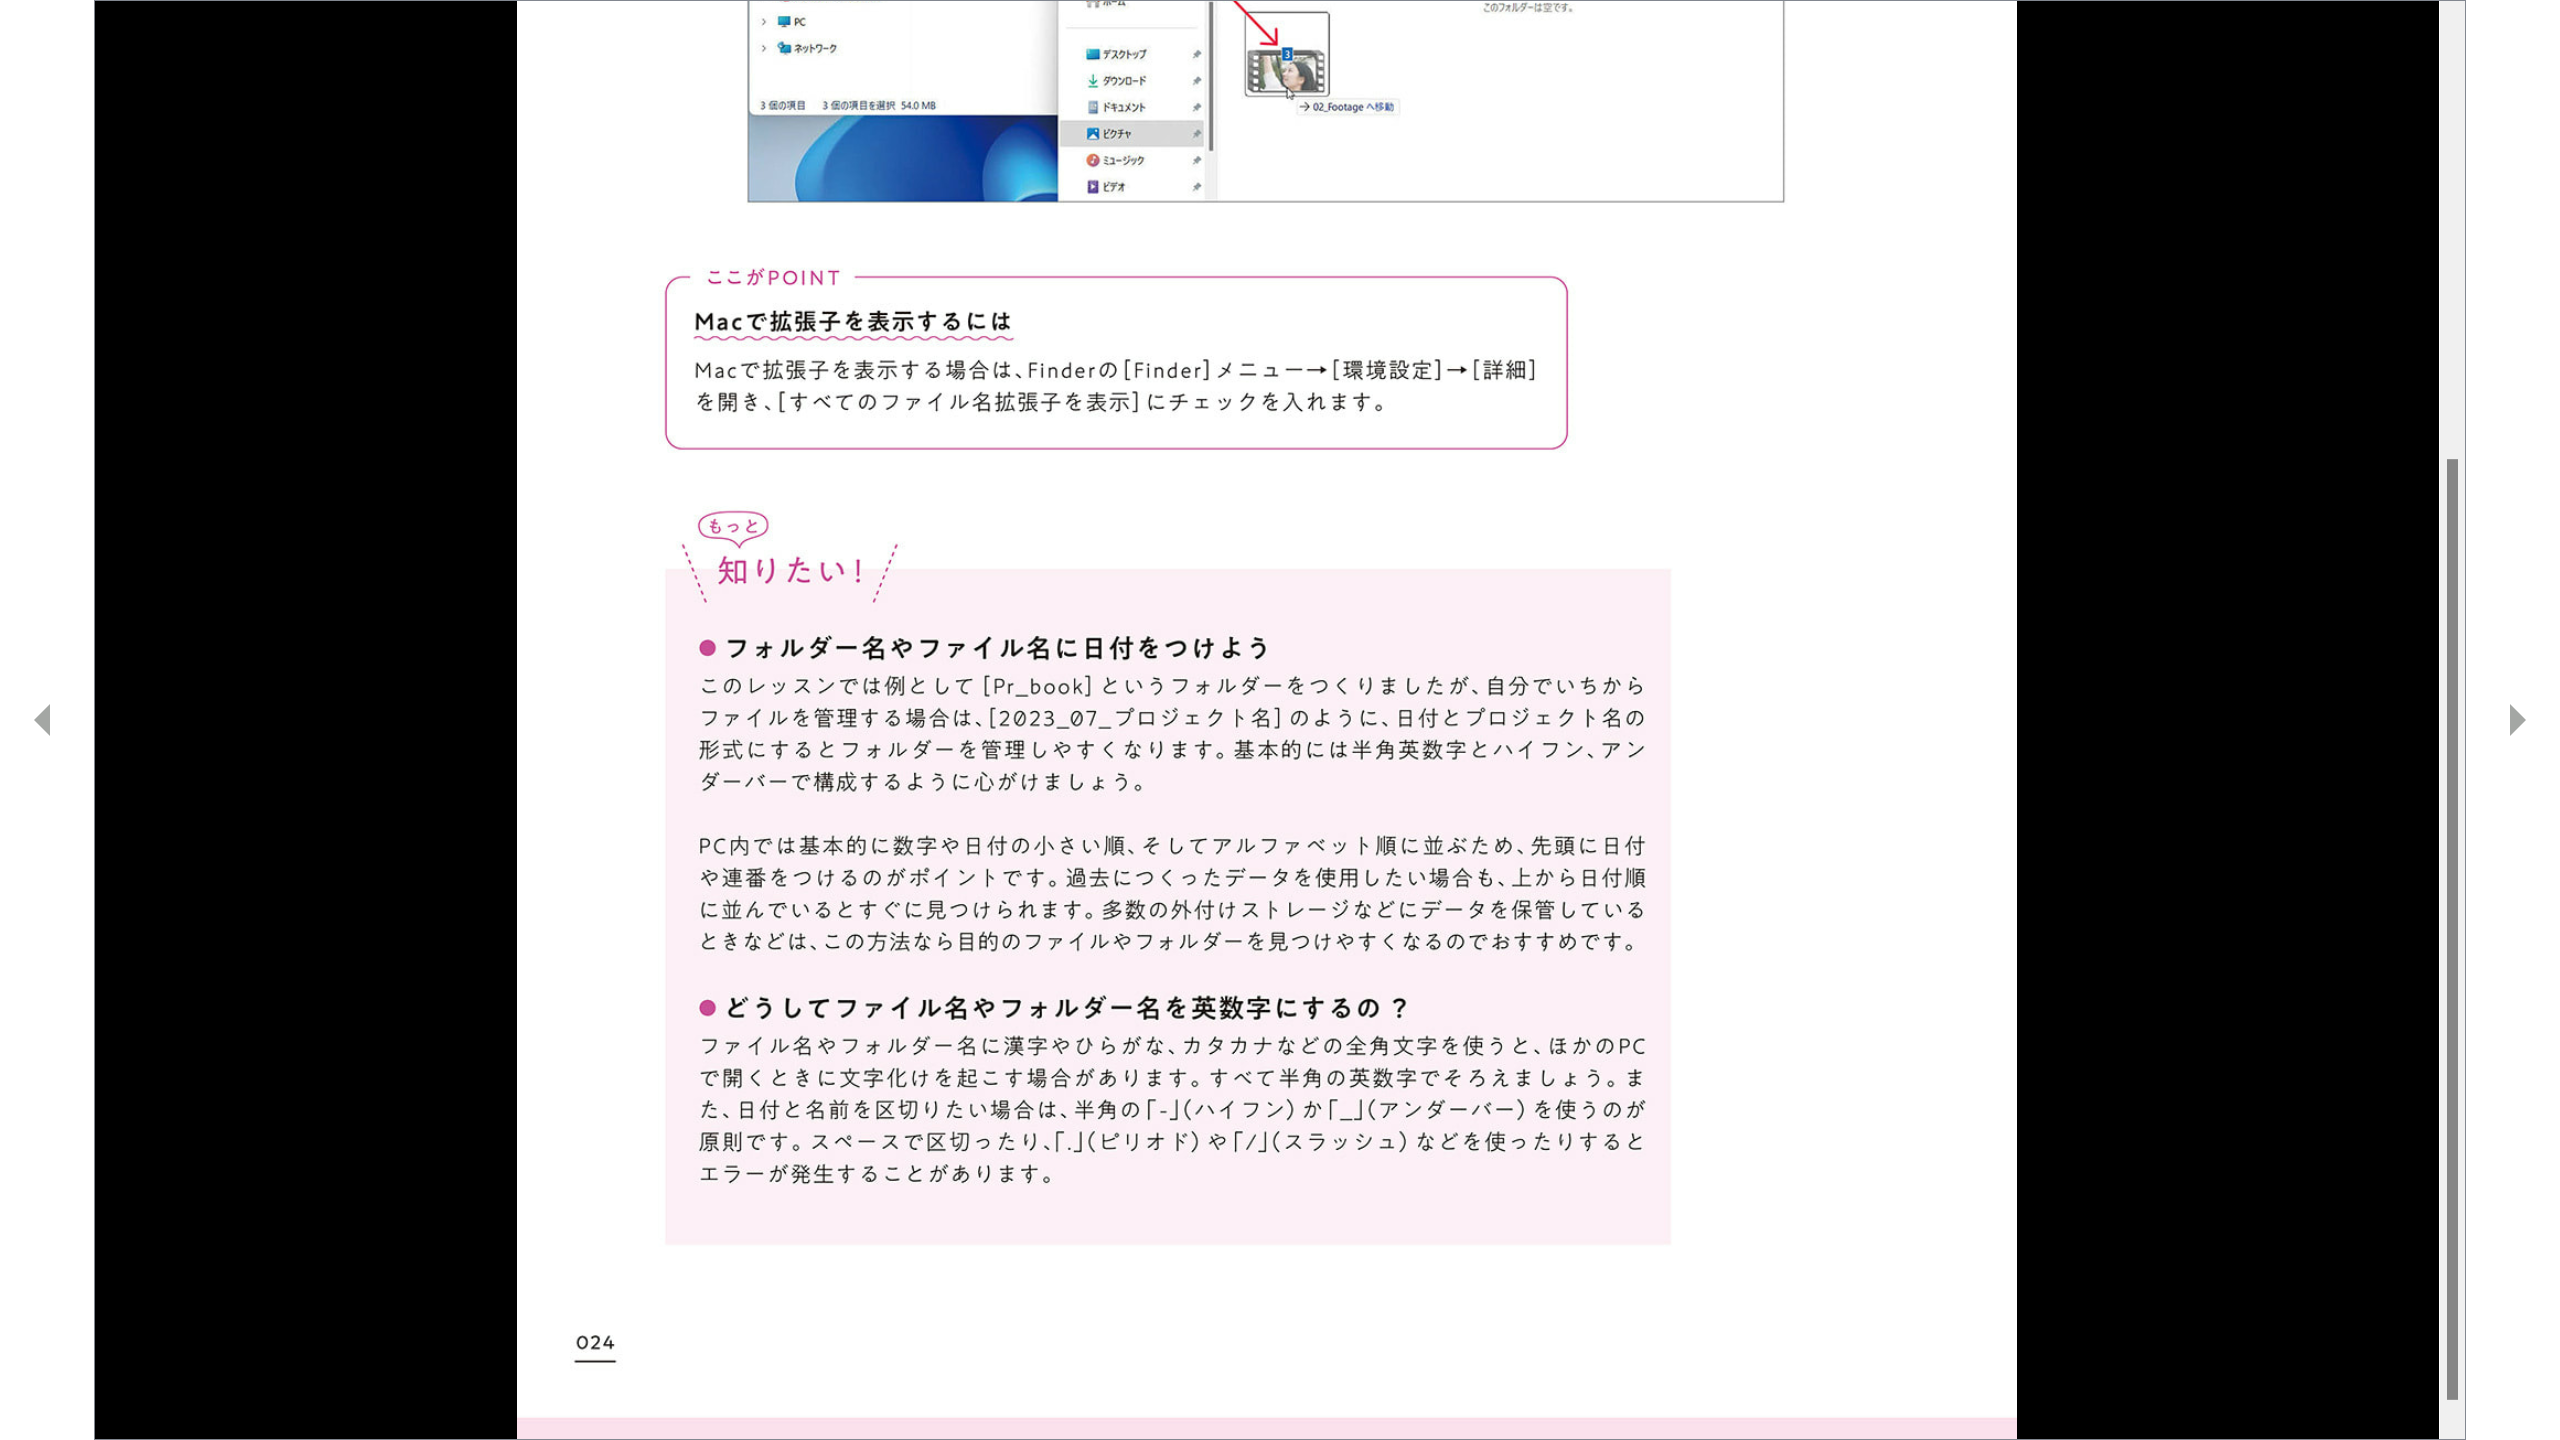 PC
ネットワーク
3 個の項目 3 個の項目を選択 54.0 MB
ホーム
デスクトップ
ダウンロード
ドキュメント
ピクチャ
ミュージック
ビデオ
このフォルダーは空です。
3
→ 02_Footage へ移動
ここがPOINT
Macで拡張子を表示するには
Macで拡張子を表示する場合は、Finderの[Finder]メニュー→[環境設定]→[詳細]
を開き、[すべてのファイル名拡張子を表示]にチェックを入れます。
もっと
知りたい!
● フォルダー名やファイル名に日付をつけよう
このレッスンでは例として[Pr_book]というフォルダーをつくりましたが、自分でいちから
ファイルを管理する場合は、[2023_07_プロジェクト名]のように、日付とプロジェクト名の
形式にするとフォルダーを管理しやすくなります。基本的には半角英数字とハイフン、アン
ダーバーで構成するように心がけましょう。
PC内では基本的に数字や日付の小さい順、そしてアルファベット順に並ぶため、先頭に日付
や連番をつけるのがポイントです。過去につくったデータを使用したい場合も、上から日付順
に並んでいるとすぐに見つけられます。多数の外付けストレージなどにデータを保管している
ときなどは、この方法なら目的のファイルやフォルダーを見つけやすくなるのでおすすめです。
● どうしてファイル名やフォルダー名を英数字にするの?
ファイル名やフォルダー名に漢字やひらがな、カタカナなどの全角文字を使うと、ほかのPC
で開くときに文字化けを起こす場合があります。すべて半角の英数字でそろえましょう。ま
た、日付と名前を区切りたい場合は、半角の「-」(ハイフン)か「_」(アンダーバー)を使うのが
原則です。スペースで区切ったり、「.」(ピリオド)や「/」(スラッシュ)などを使ったりすると
エラーが発生することがあります。
024